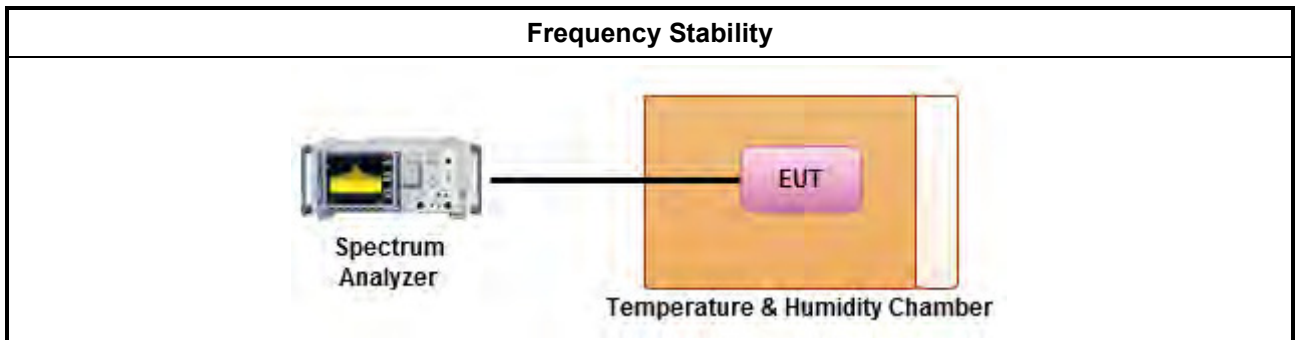 Frequency Stability
EUT
Spectrum
Analyzer
Temperature & Humidity Chamber